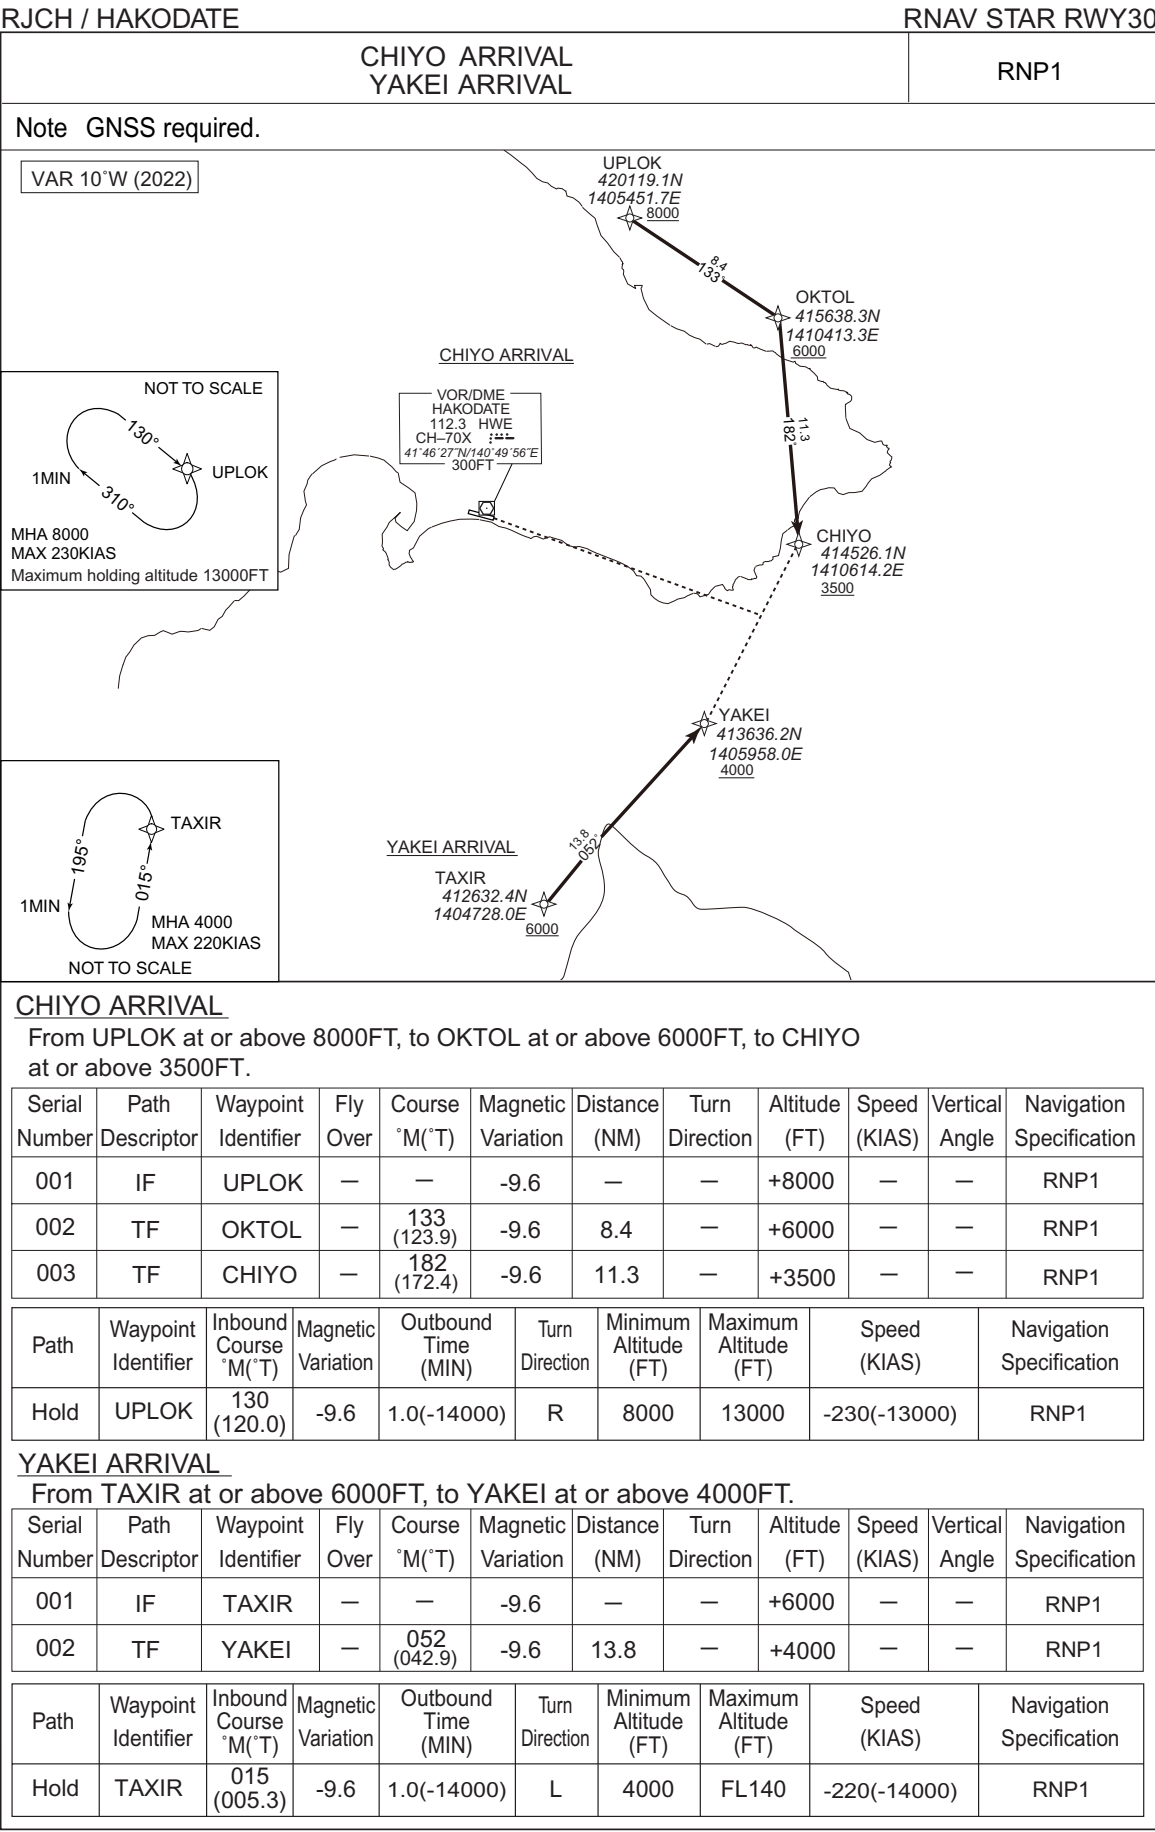 RJCH / HAKODATE
RNAV STAR RWY30
CHIYO ARRIVAL
YAKEI ARRIVAL
RNP1
Note GNSS required.
VAR 10˚W (2022)
UPLOK
420119.1N
1405451.7E
8000
8.4
133˚
OKTOL
415638.3N
1410413.3E
6000
CHIYO ARRIVAL
VOR/DME
HAKODATE
112.3 HWE
CH–70X
41˚46´27˝N/140˚49´56˝E
300FT
11.3
182˚
NOT TO SCALE
130°
1MIN
UPLOK
310°
MHA 8000
MAX 230KIAS
Maximum holding altitude 13000FT
CHIYO
414526.1N
1410614.2E
3500
YAKEI
413636.2N
1405958.0E
4000
TAXIR
195°
015°
1MIN
MHA 4000
MAX 220KIAS
NOT TO SCALE
13.8
052˚
YAKEI ARRIVAL
TAXIR
412632.4N
1404728.0E
6000
CHIYO ARRIVAL
From UPLOK at or above 8000FT, to OKTOL at or above 6000FT, to CHIYO
at or above 3500FT.
Serial Path Waypoint Fly Course Magnetic Distance Turn Altitude Speed Vertical Navigation
Number Descriptor Identifier Over ˚M(˚T) Variation (NM) Direction (FT) (KIAS) Angle Specification
001 IF UPLOK — — -9.6 — — +8000 — — RNP1
002 TF OKTOL — 133 (123.9) -9.6 8.4 — +6000 — — RNP1
003 TF CHIYO — 182 (172.4) -9.6 11.3 — +3500 — — RNP1
Path Waypoint Identifier Inbound Course ˚M(˚T) Magnetic Variation Outbound Time (MIN) Turn Direction Minimum Altitude (FT) Maximum Altitude (FT) Speed (KIAS) Navigation Specification
Hold UPLOK 130 (120.0) -9.6 1.0(-14000) R 8000 13000 -230(-13000) RNP1
YAKEI ARRIVAL
From TAXIR at or above 6000FT, to YAKEI at or above 4000FT.
Serial Path Waypoint Fly Course Magnetic Distance Turn Altitude Speed Vertical Navigation
Number Descriptor Identifier Over ˚M(˚T) Variation (NM) Direction (FT) (KIAS) Angle Specification
001 IF TAXIR — — -9.6 — — +6000 — — RNP1
002 TF YAKEI — 052 (042.9) -9.6 13.8 — +4000 — — RNP1
Path Waypoint Identifier Inbound Course ˚M(˚T) Magnetic Variation Outbound Time (MIN) Turn Direction Minimum Altitude (FT) Maximum Altitude (FT) Speed (KIAS) Navigation Specification
Hold TAXIR 015 (005.3) -9.6 1.0(-14000) L 4000 FL140 -220(-14000) RNP1